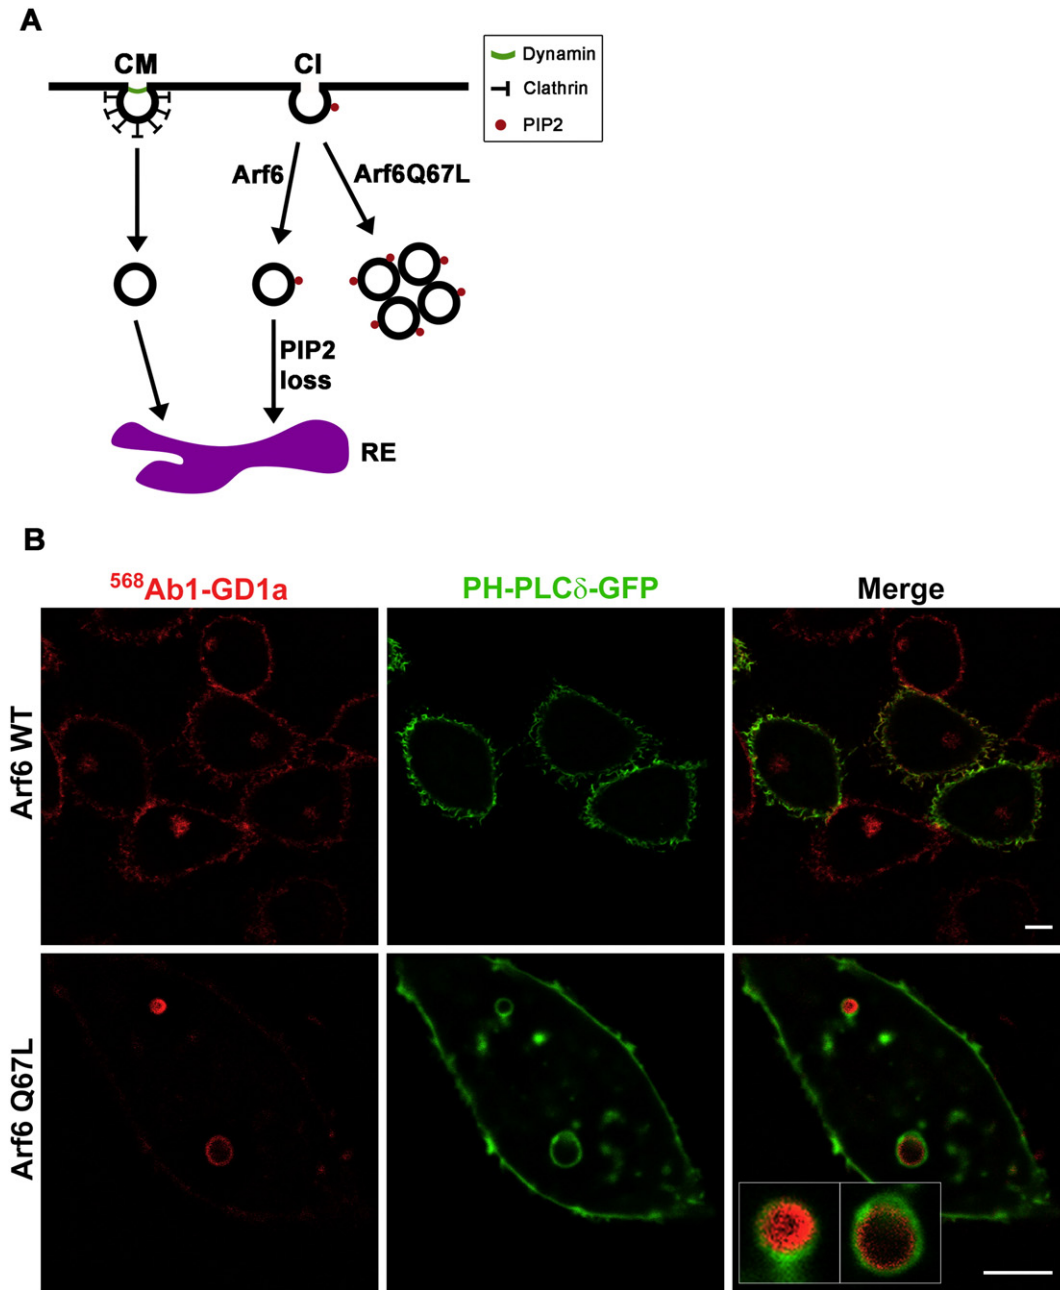 A
CM
CI
Dynamin
Clathrin
PIP2
Arf6
Arf6Q67L
PIP2
loss
RE
B
568Ab1-GD1a
PH-PLCδ-GFP
Merge
Arf6 WT
Arf6 Q67L